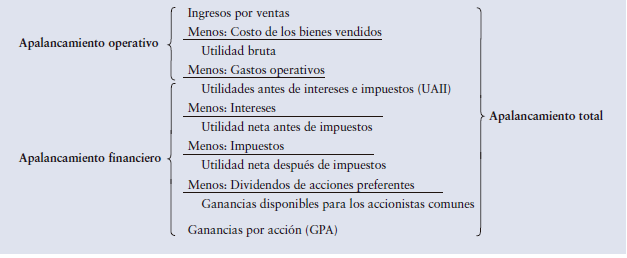 Ingresos por ventas
Menos: Costo de los bienes vendidos
Apalancamiento operativo
Utilidad bruta
Menos: Gastos operativos
Utilidades antes de intereses e impuestos (UAII)
Menos: Intereses
Apalancamiento total
Utilidad neta antes de impuestos
Menos: Impuestos
Apalancamiento financiero
Utilidad neta después de impuestos
Menos: Dividendos de acciones preferentes
Ganancias disponibles para los accionistas comunes
Ganancias por acción (GPA)